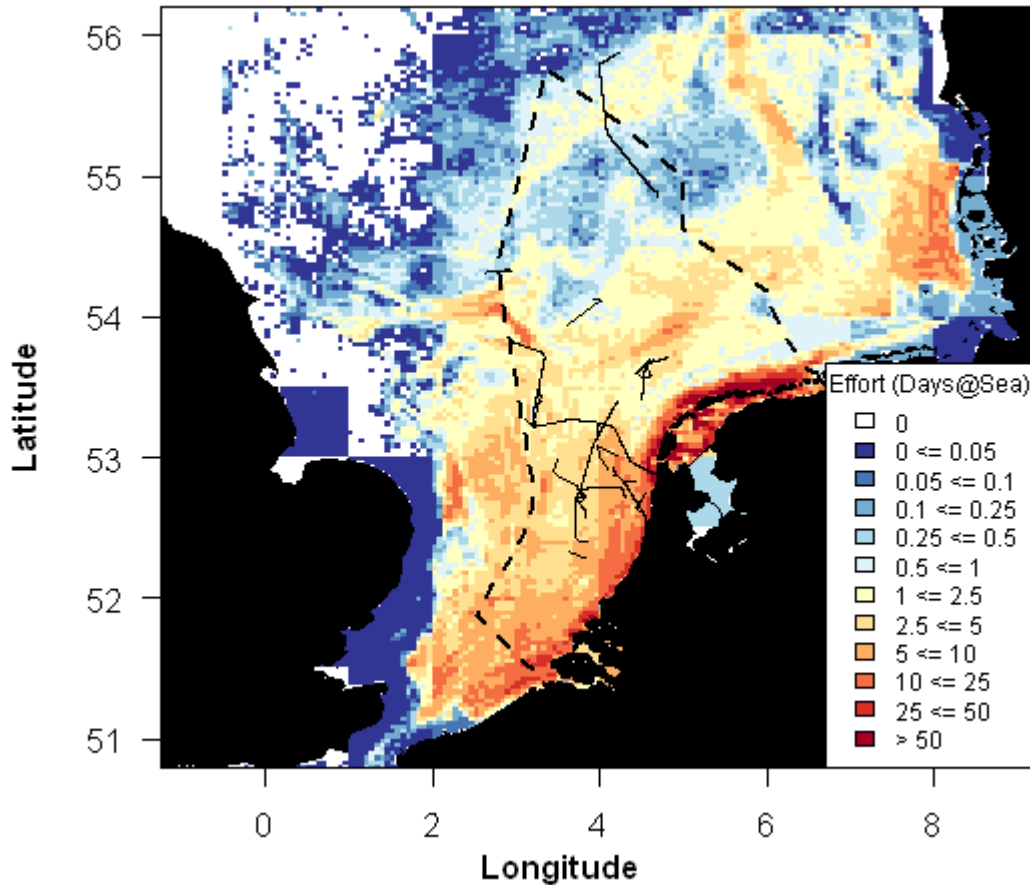 56
55
54
53
52
51
Latitude
0
2
4
6
8
Longitude
Effort (Days@Sea)
0
0 <= 0.05
0.05 <= 0.1
0.1 <= 0.25
0.25 <= 0.5
0.5 <= 1
1 <= 2.5
2.5 <= 5
5 <= 10
10 <= 25
25 <= 50
> 50